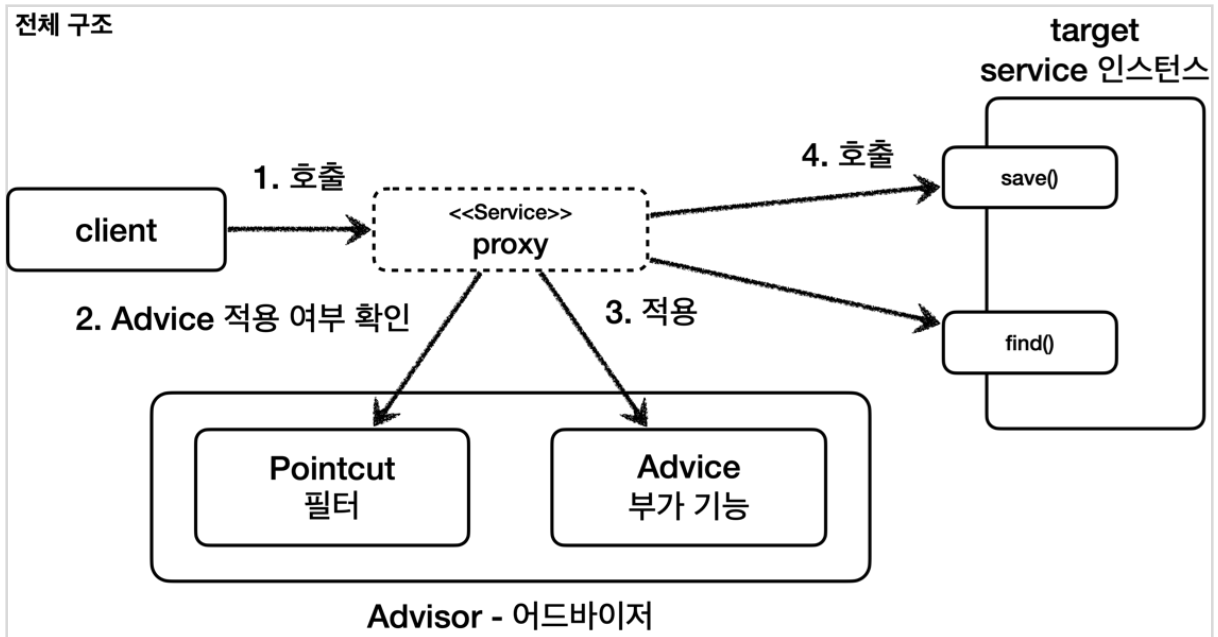 전체 구조
target
service 인스턴스
1. 호출
4. 호출
client
<<Service>>
proxy
save()
2. Advice 적용 여부 확인
3. 적용
find()
Pointcut
필터
Advice
부가 기능
Advisor - 어드바이저